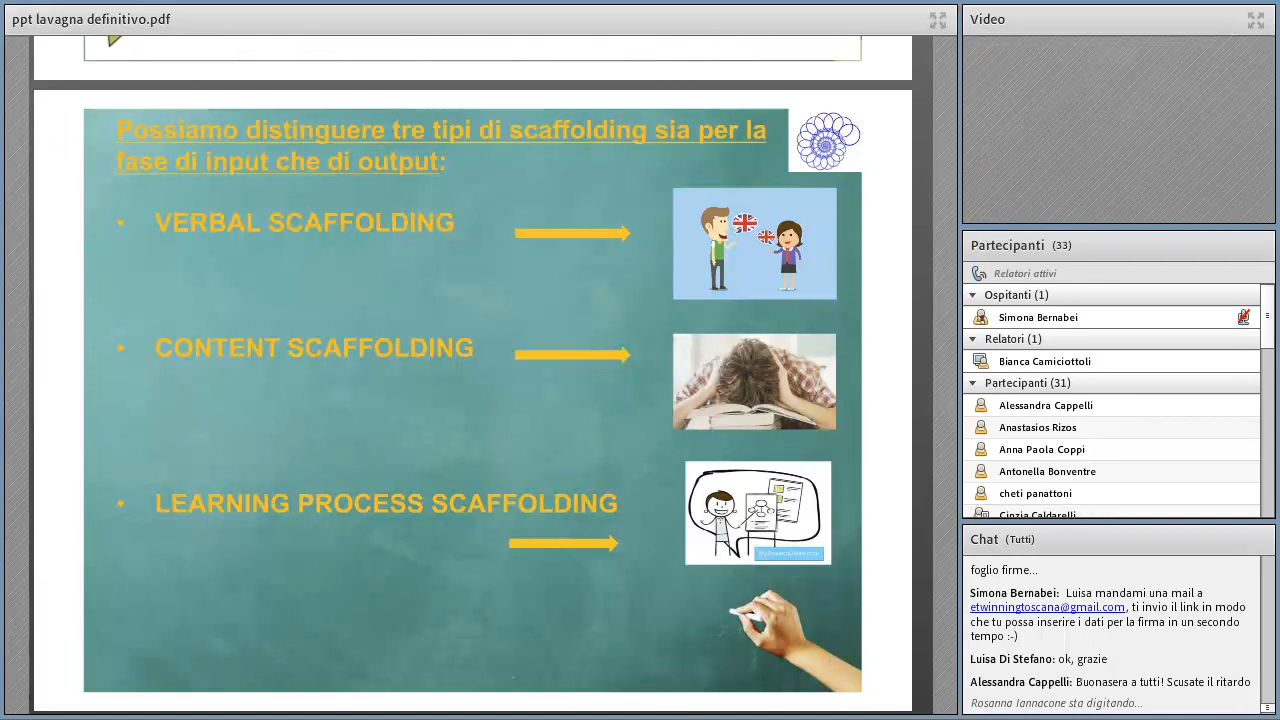 ppt lavagna definitivo.pdf
Possiamo distinguere tre tipi di scaffolding sia per la
fase di input che di output:
• VERBAL SCAFFOLDING
• CONTENT SCAFFOLDING
• LEARNING PROCESS SCAFFOLDING
Video
Partecipanti (33)
Relatori attivi
Ospitanti (1)
Simona Bernabei
Relatori (1)
Bianca Camiciottoli
Partecipanti (31)
Alessandra Cappelli
Anastasios Rizos
Anna Paola Coppi
Antonella Bonventre
cheti panattoni
Cinzia Caldarelli
Chat (Tutti)
foglio firme...
Simona Bernabei: Luisa mandami una mail a
etwinningtoscana@gmail.com, ti invio il link in modo
che tu possa inserire i dati per la firma in un secondo
tempo :-)
Luisa Di Stefano: ok, grazie
Alessandra Cappelli: Buonasera a tutti! Scusate il ritardo
Rosanna Iannacone sta digitando...